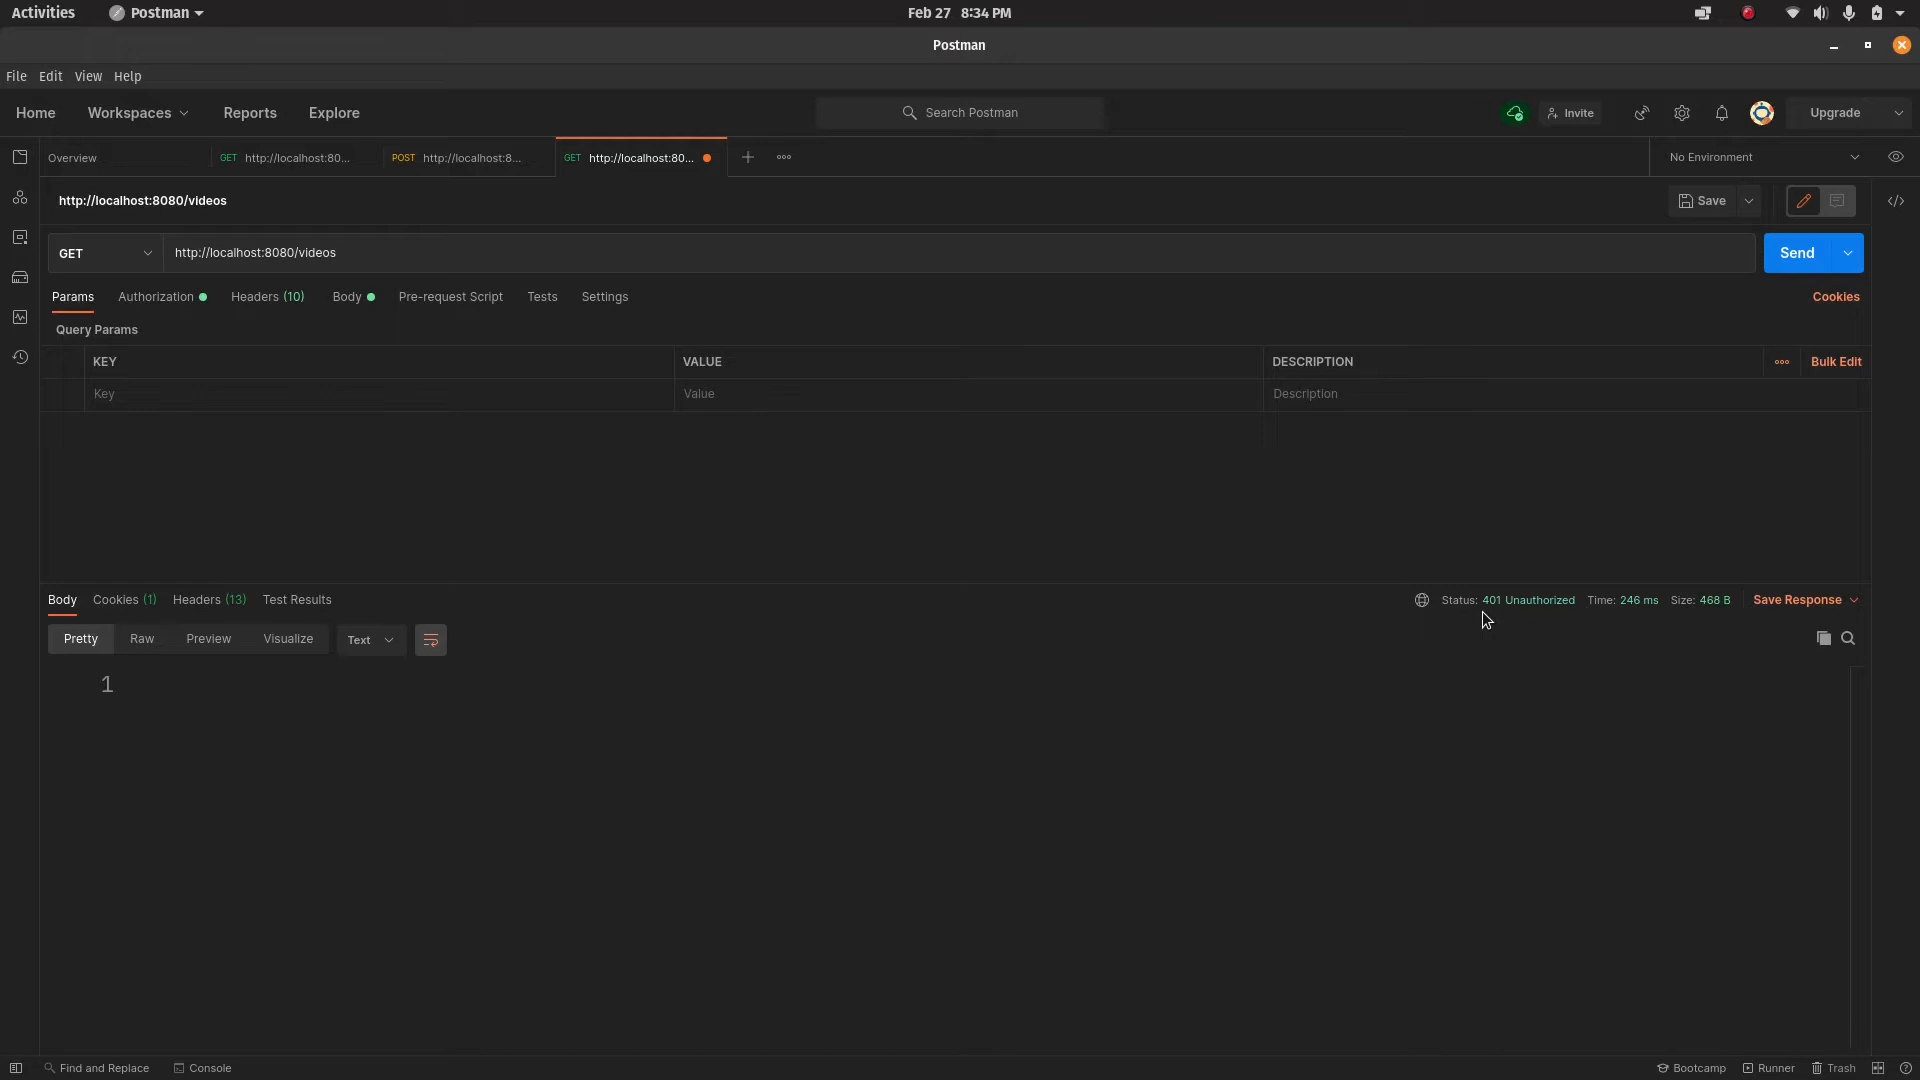 Activities Postman Feb 27 8:34 PM
Postman
File Edit View Help
Home Workspaces Reports Explore Search Postman Invite Upgrade
Overview GET http://localhost:80... POST http://localhost:8... GET http://localhost:80... No Environment
http://localhost:8080/videos Save
GET http://localhost:8080/videos Send
Params Authorization Headers (10) Body Pre-request Script Tests Settings Cookies
Query Params
KEY VALUE DESCRIPTION Bulk Edit
Key Value Description
Body Cookies (1) Headers (13) Test Results Status: 401 Unauthorized Time: 246 ms Size: 468 B Save Response
Pretty Raw Preview Visualize Text
1
Find and Replace Console Bootcamp Runner Trash